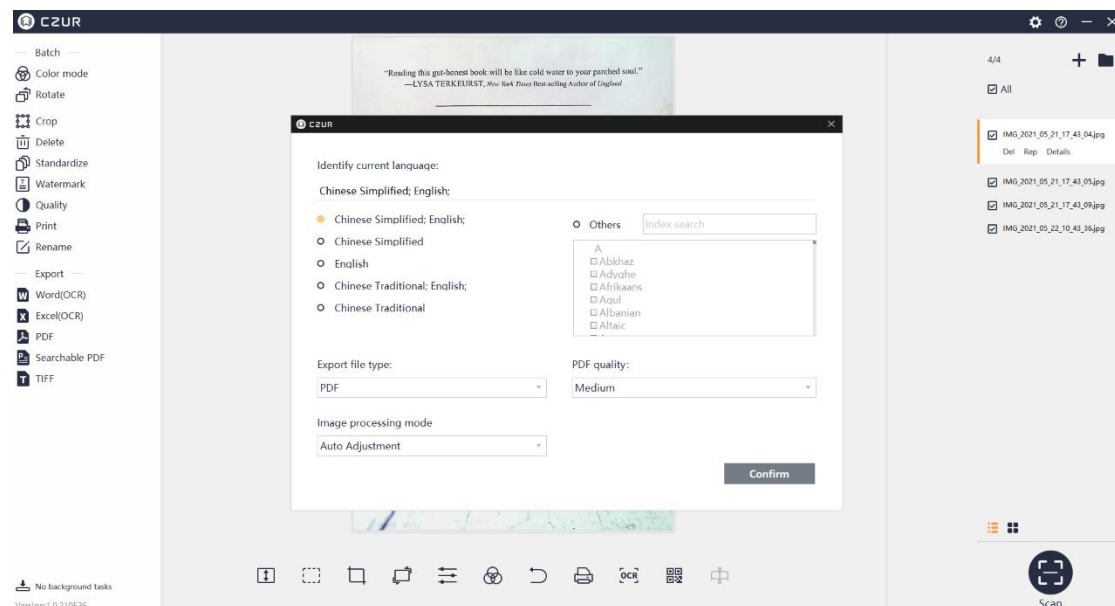 CZUR
Batch
Color mode
Rotate
Crop
Delete
Standardize
Watermark
Quality
Print
Rename
Export
Word(OCR)
Excel(OCR)
PDF
Searchable PDF
TIFF
No background tasks
“Reading this gut-honest book will be like cold water to your parched soul.”
—LYSA TERKEURST, New York Times Best-selling Author of Unglued
CZUR
Identify current language:
Chinese Simplified; English;
Chinese Simplified; English;
Chinese Simplified
English
Chinese Traditional; English;
Chinese Traditional
Others
Index search
A
Abkhaz
Adyghe
Afrikaans
Agul
Albanian
Altaic
Export file type:
PDF
PDF quality:
Medium
Image processing mode
Auto Adjustment
Confirm
OCR
4/4
All
IMG_2021_05_21_17_43_04.jpg
Del Rep Details
IMG_2021_05_21_17_43_05.jpg
IMG_2021_05_21_17_43_09.jpg
IMG_2021_05_22_10_43_36.jpg
Scan